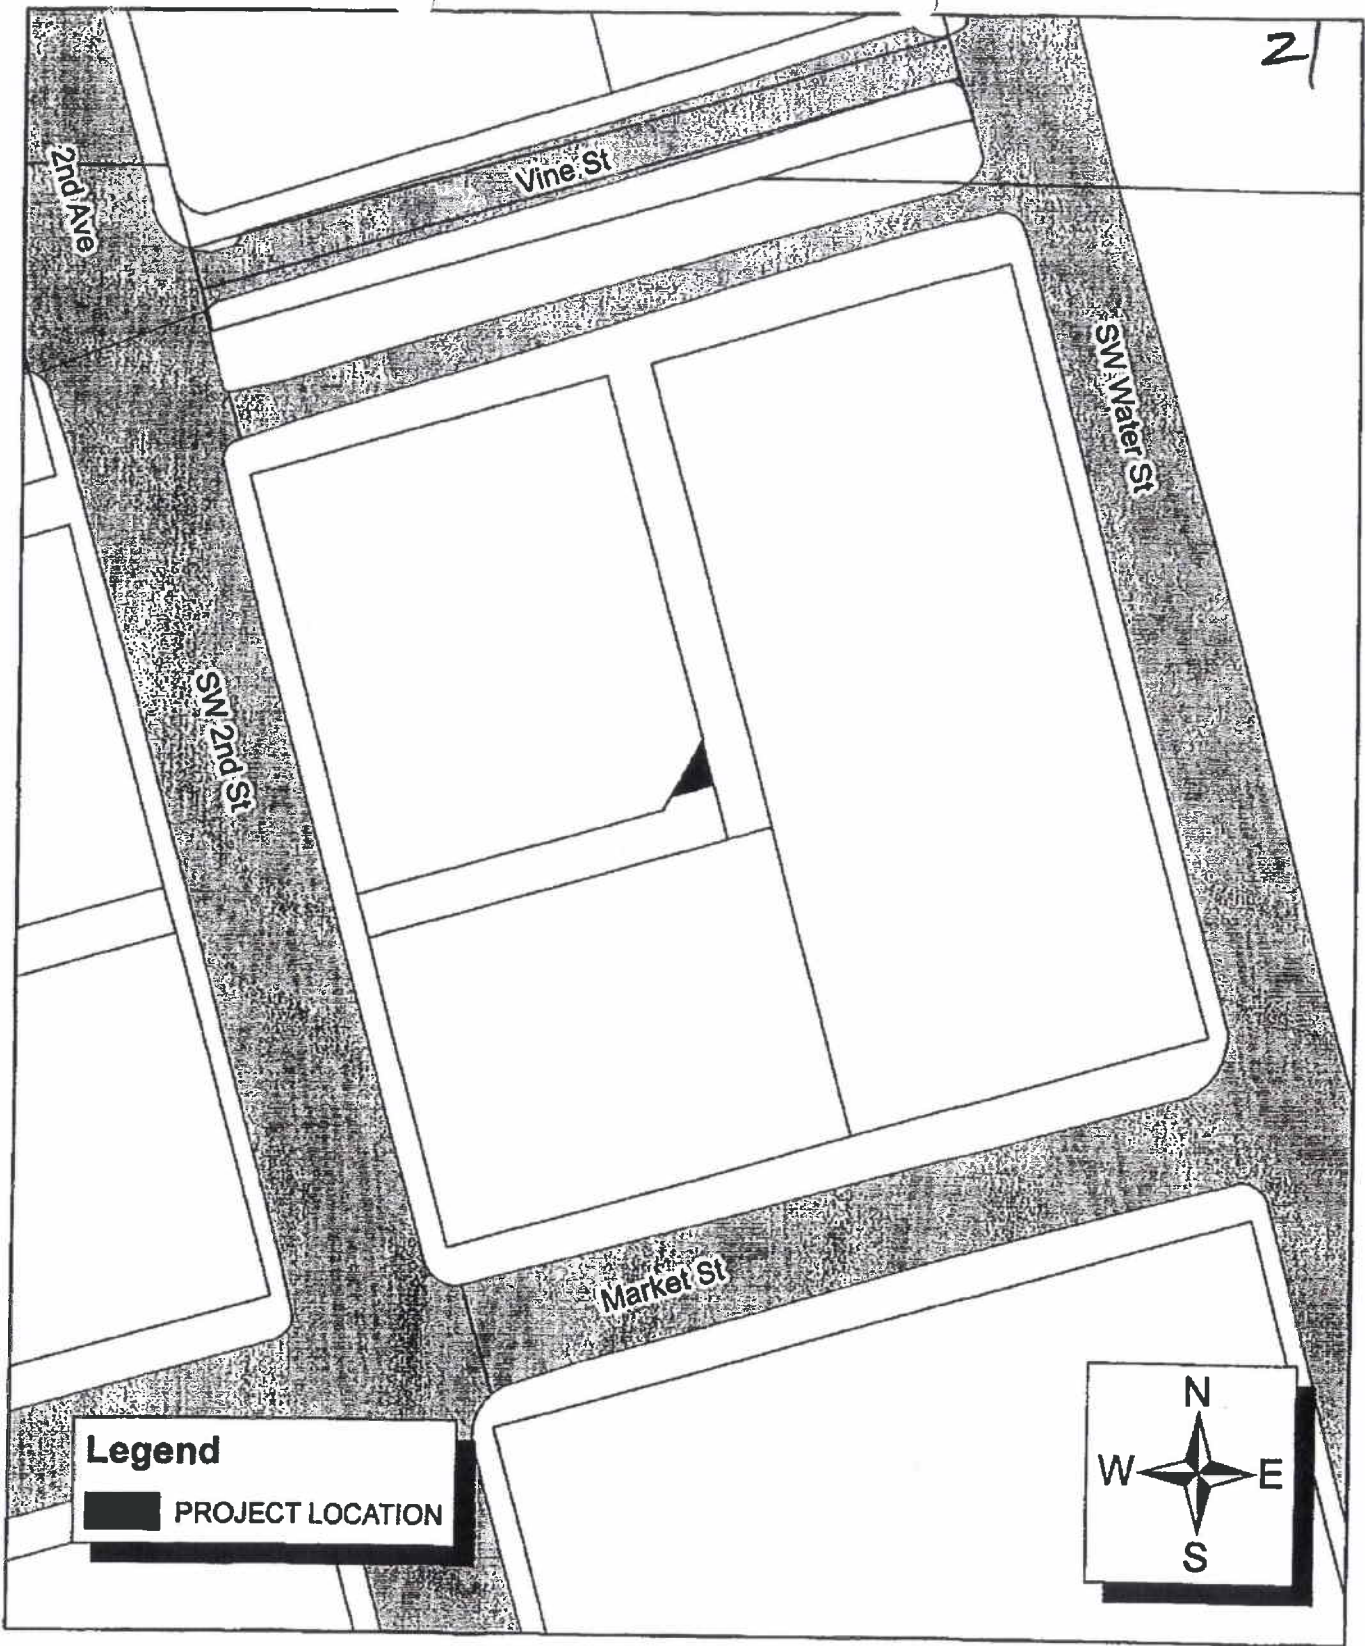 21
Vine St
2nd Ave
SW Water St
SW 2nd St
Market St
Legend
PROJECT LOCATION
N
W E
S